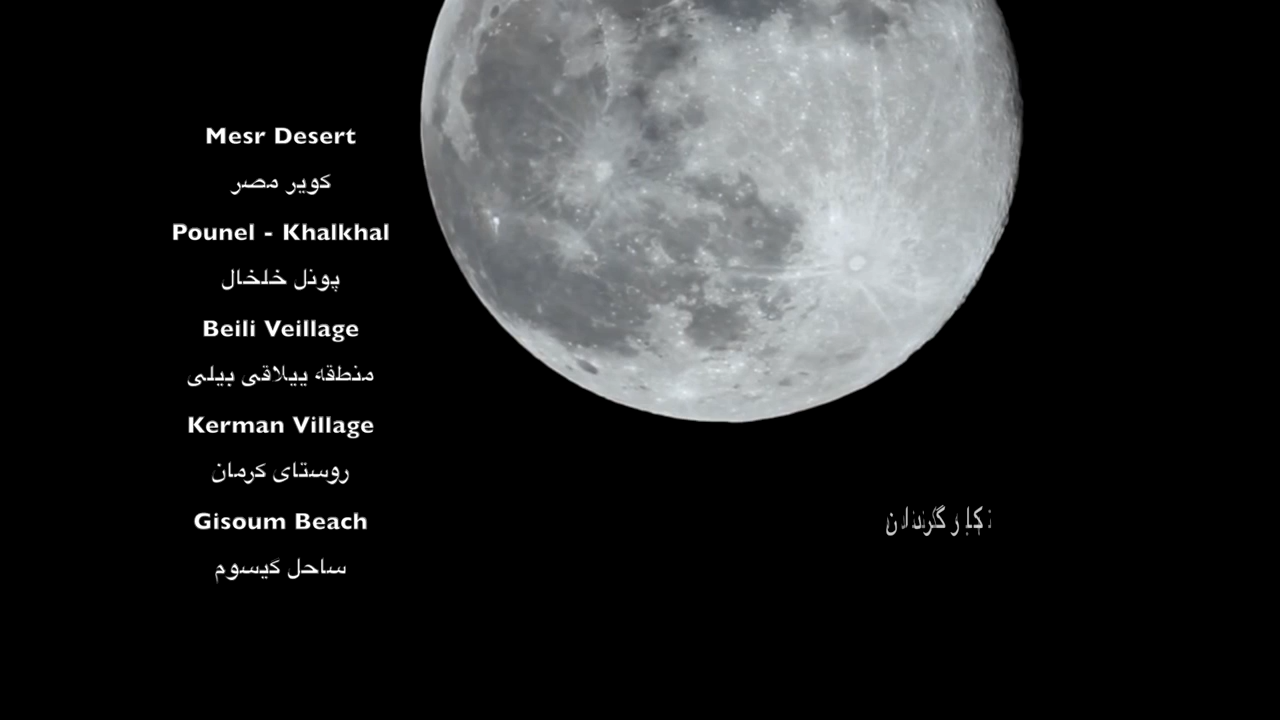 Mesr Desert
کویر مصر
Pounel - Khalkhal
پونل خلخال
Beili Veillage
منطقه ییلاقی بیلی
Kerman Village
روستای کرمان
Gisoum Beach
ساحل گیسوم